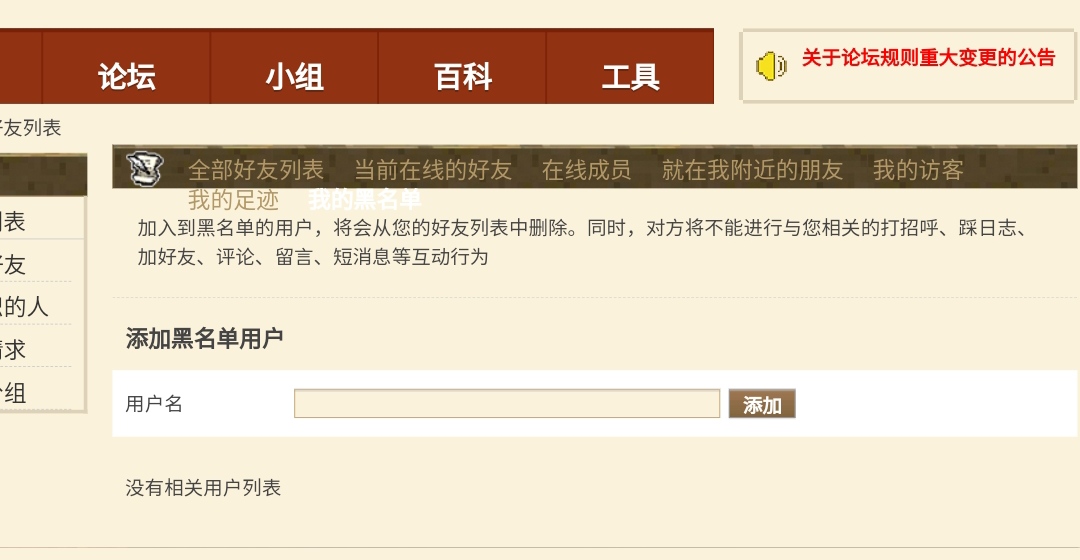 论坛 小组 百科 工具
关于论坛规则重大变更的公告
友列表
全部好友列表 当前在线的好友 在线成员 就在我附近的朋友 我的访客
我的足迹 我的黑名单
表
友
的人
求
组
加入到黑名单的用户，将会从您的好友列表中删除。同时，对方将不能进行与您相关的打招呼、踩日志、
加好友、评论、留言、短消息等互动行为
添加黑名单用户
用户名 添加
没有相关用户列表